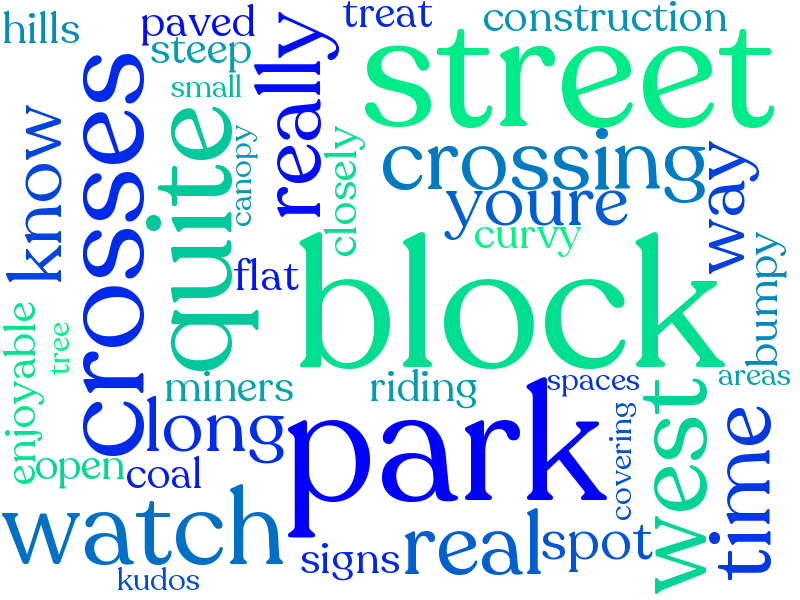 hills
paved
treat
construction
steep
small
really
street
crosses
know
quite
canopy
closely
crossing
youre
way
curvy
flat
block
bumpy
enjoyable
tree
miners
riding
spaces
areas
long
park
covering
west
time
open
coal
watch
signs
real
spot
kudos